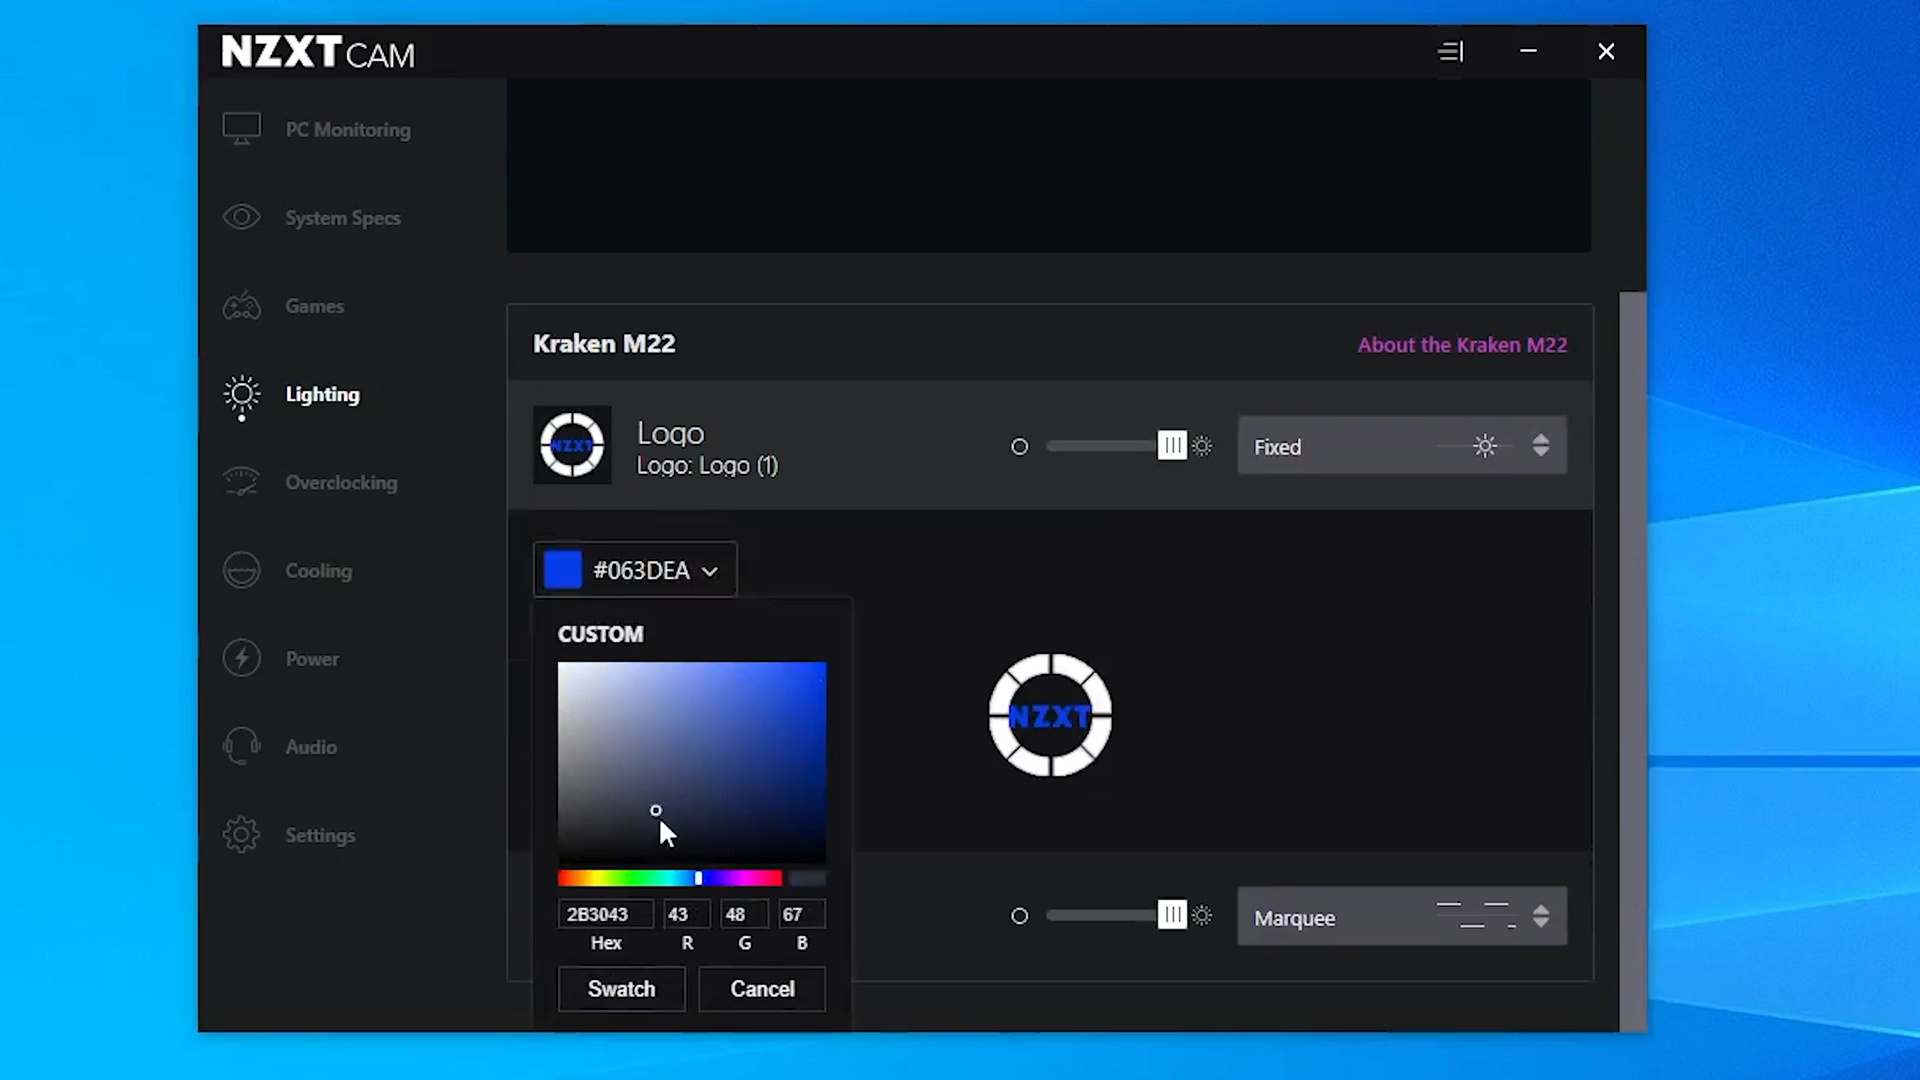 NZXT CAM
PC Monitoring
System Specs
Games
Lighting
Overclocking
Cooling
Power
Audio
Settings
Kraken M22
About the Kraken M22
NZXT
Logo
Logo: Logo (1)
Fixed
#063DEA
CUSTOM
NZXT
2B3043 43 48 67
Hex R G B
Swatch Cancel
Marquee